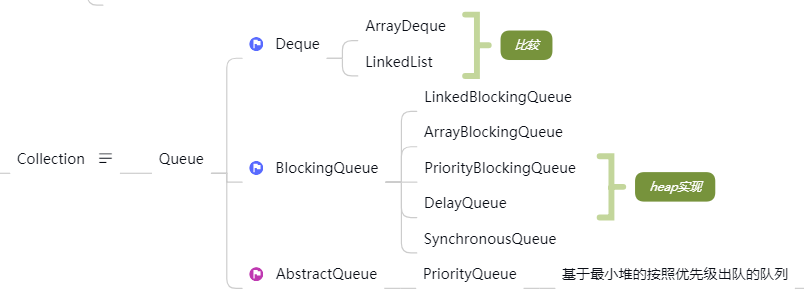 ArrayDeque
Deque
LinkedList
比较
LinkedBlockingQueue
ArrayBlockingQueue
Collection
Queue
BlockingQueue
PriorityBlockingQueue
DelayQueue
heap实现
SynchronousQueue
AbstractQueue
PriorityQueue
基于最小堆的按照优先级出队的队列